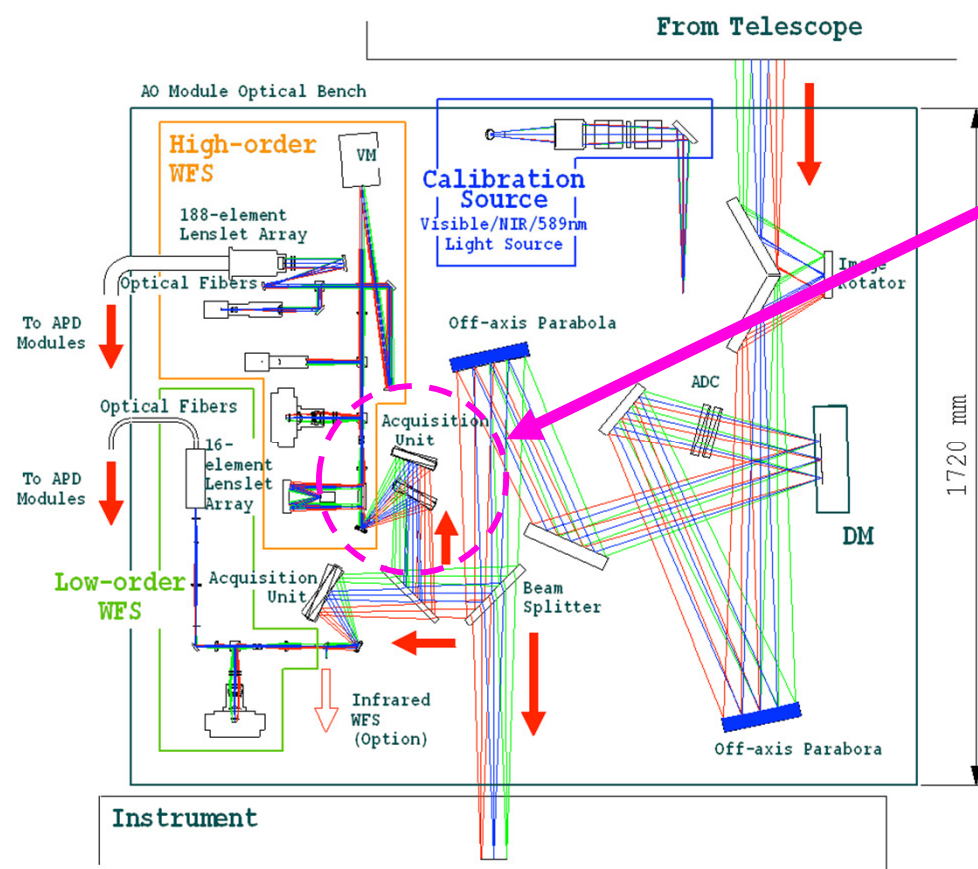 From Telescope
AO Module Optical Bench
High-order
WFS
VM
Calibration
Source
Visible/NIR/589nm
Light Source
188-element
Lenslet Array
Optical Fibers
To APD
Modules
Image
Rotator
1720 mm
Off-axis Parabola
ADC
DM
Optical Fibers
Acquisition
Unit
16-
element
Lenslet
Array
To APD
Modules
Low-order
WFS
Acquisition
Unit
Beam
Splitter
Infrared
WFS
(Option)
Off-axis Parabora
Instrument